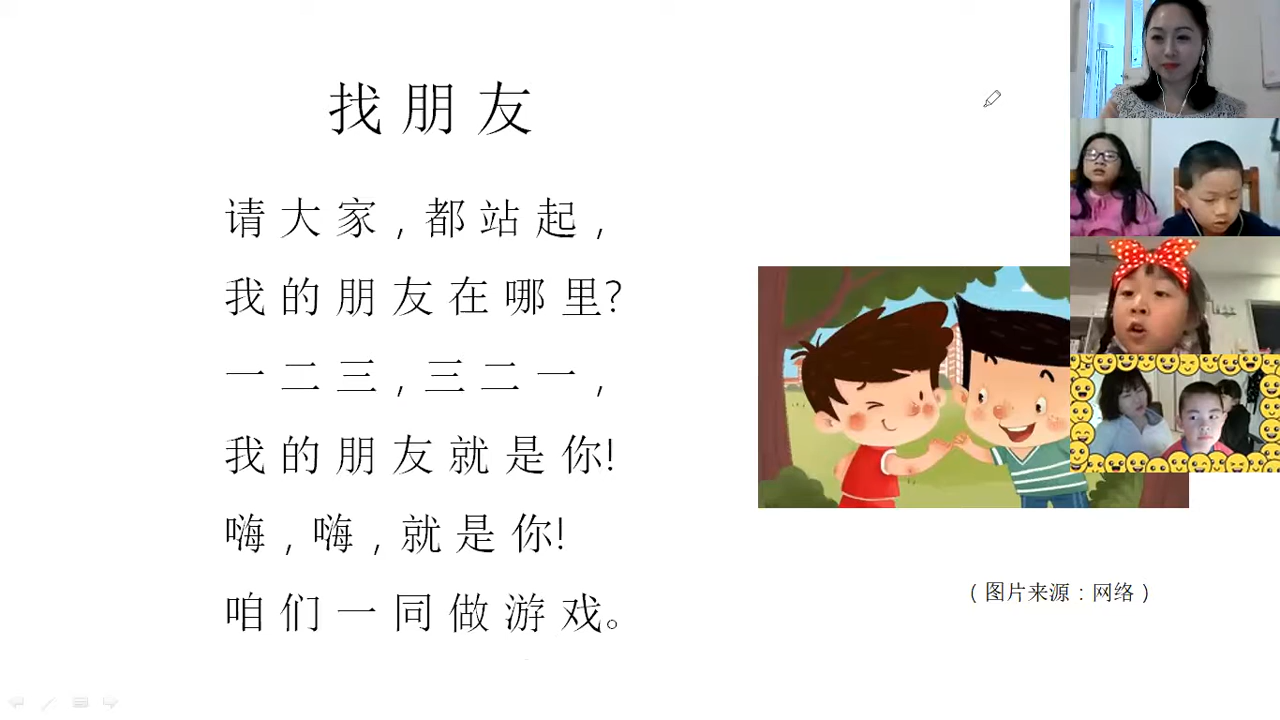 找朋友
请大家,都站起,
我的朋友在哪里?
一二三,三二一,
我的朋友就是你!
嗨,嗨,就是你!
咱们一同做游戏。
(图片来源:网络)